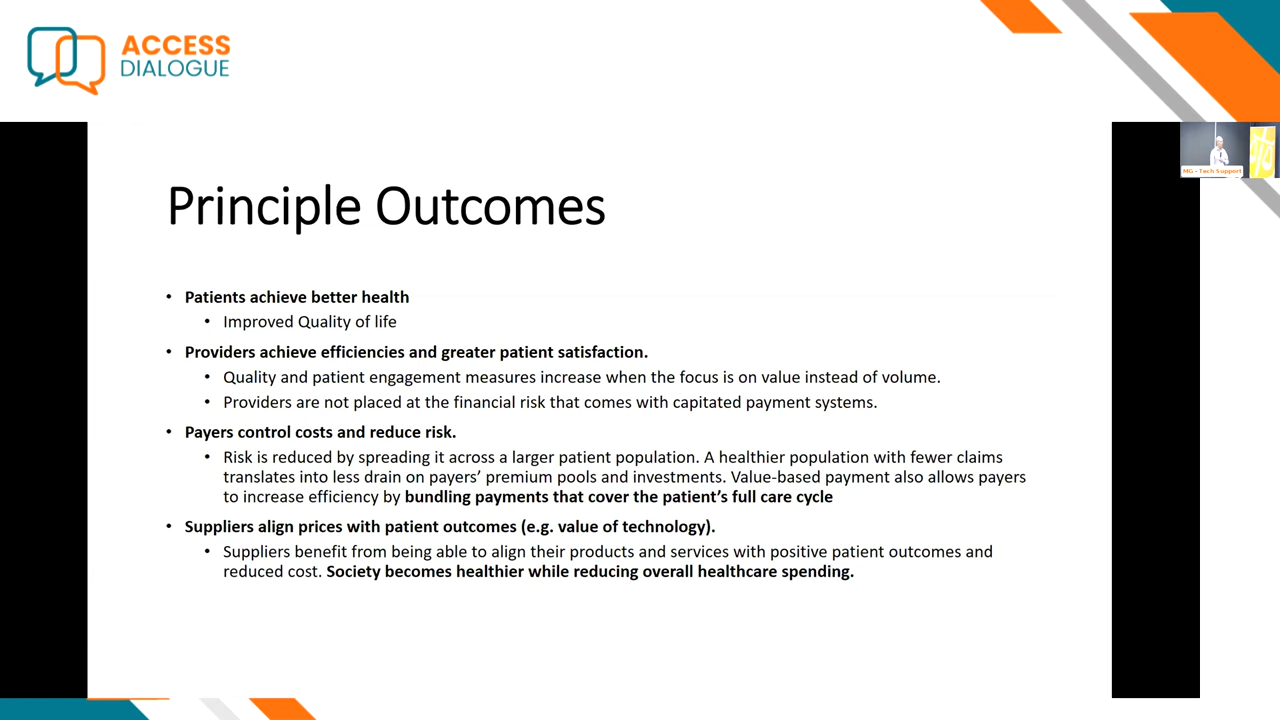 ACCESS
DIALOGUE
MG - Tech Support
Principle Outcomes
• Patients achieve better health
• Improved Quality of life
• Providers achieve efficiencies and greater patient satisfaction.
• Quality and patient engagement measures increase when the focus is on value instead of volume.
• Providers are not placed at the financial risk that comes with capitated payment systems.
• Payers control costs and reduce risk.
• Risk is reduced by spreading it across a larger patient population. A healthier population with fewer claims
translates into less drain on payers’ premium pools and investments. Value-based payment also allows payers
to increase efficiency by bundling payments that cover the patient’s full care cycle
• Suppliers align prices with patient outcomes (e.g. value of technology).
• Suppliers benefit from being able to align their products and services with positive patient outcomes and
reduced cost. Society becomes healthier while reducing overall healthcare spending.